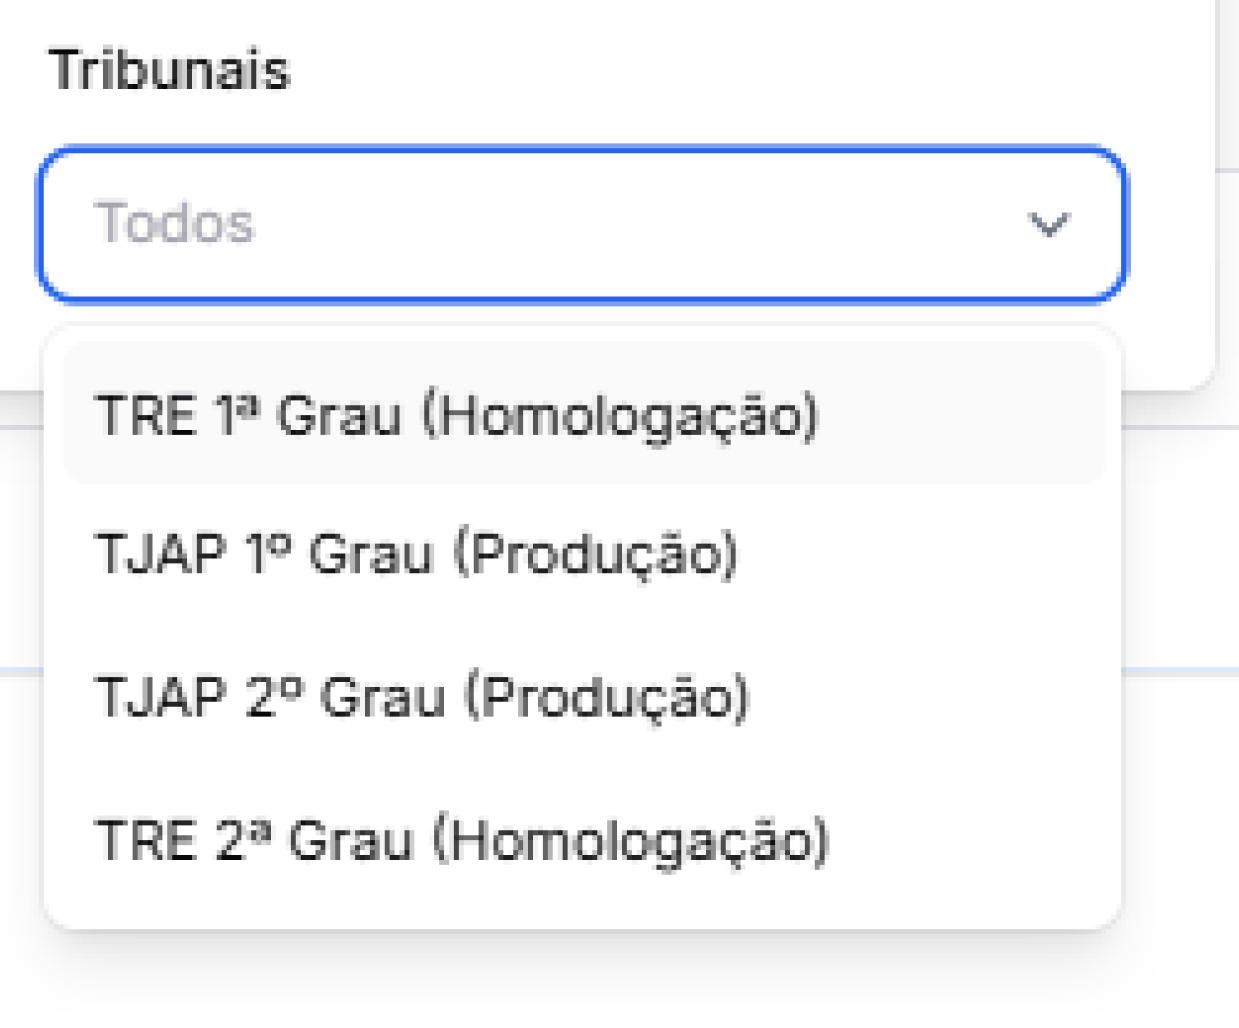 Tribunais
Todos
TRE 1ª Grau (Homologação)
TJAP 1º Grau (Produção)
TJAP 2º Grau (Produção)
TRE 2ª Grau (Homologação)